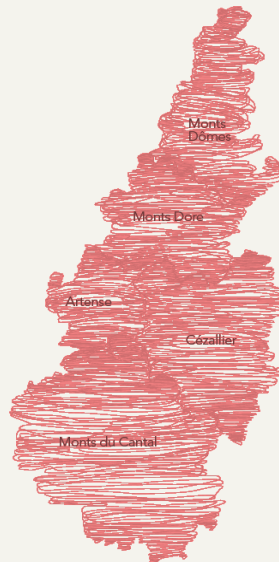 Monts
Dômes
Monts Dore
Artense
Cézallier
Monts du Cantal